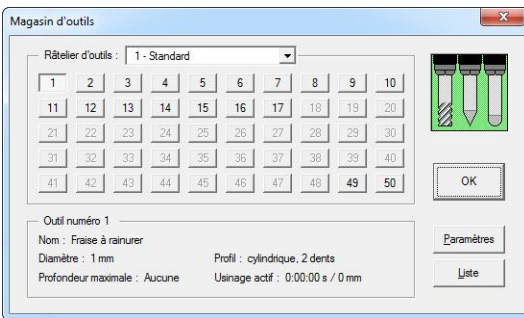 Magasin d'outils
Râtelier d'outils : 1 - Standard
1 2 3 4 5 6 7 8 9 10
11 12 13 14 15 16 17 18 19 20
21 22 23 24 25 26 27 28 29 30
31 32 33 34 35 36 37 38 39 40
41 42 43 44 45 46 47 48 49 50
OK
Outil numéro 1
Nom : Fraise à rainurer
Diamètre : 1 mm Profil : cylindrique, 2 dents
Profondeur maximale : Aucune Usinage actif : 0:00:00 s / 0 mm
Paramètres
Liste